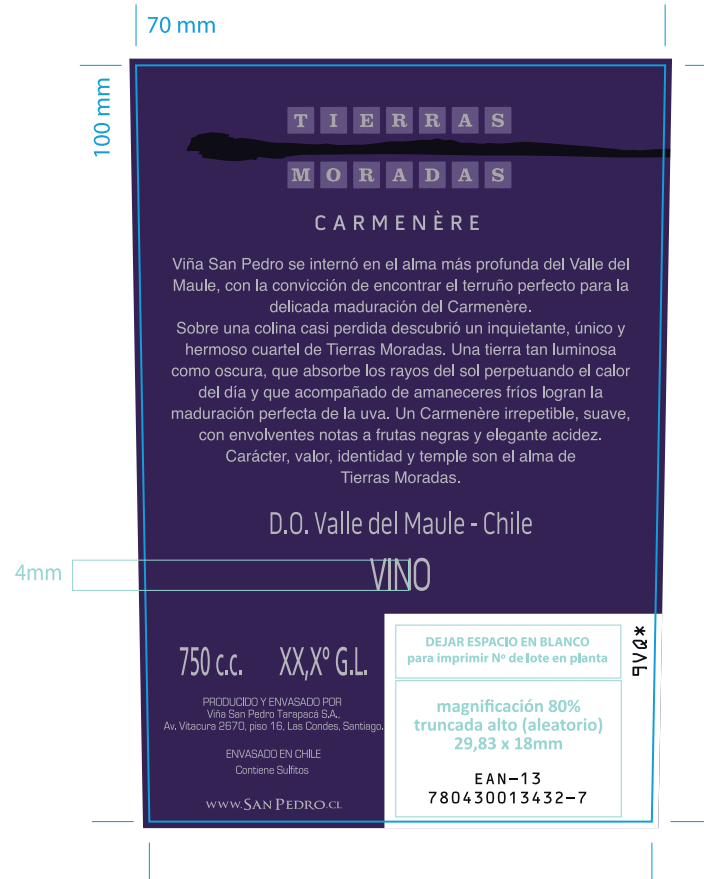 70 mm
100 mm
TIERRAS
MORADAS
CARMENÈRE
Viña San Pedro se internó en el alma más profunda del Valle del
Maule, con la convicción de encontrar el terruño perfecto para la
delicada maduración del Carmenère.
Sobre una colina casi perdida descubrió un inquietante, único y
hermoso cuartel de Tierras Moradas. Una tierra tan luminosa
como oscura, que absorbe los rayos del sol perpetuando el calor
del día y que acompañado de amaneceres fríos logran la
maduración perfecta de la uva. Un Carmenère irrepetible, suave,
con envolventes notas a frutas negras y elegante acidez.
Carácter, valor, identidad y temple son el alma de
Tierras Moradas.
D.O. Valle del Maule - Chile
4mm
VINO
750 c.c. XX,Xº G.L.
PRODUCIDO Y ENVASADO POR
Viña San Pedro Tarapacá S.A.,
Av. Vitacura 2670, piso 16, Las Condes, Santiago.
ENVASADO EN CHILE
Contiene Sulfitos
www.San Pedro.cl
DEJAR ESPACIO EN BLANCO
para imprimir Nº de lote en planta
magnificación 80%
truncada alto (aleatorio)
29,83 x 18mm
EAN-13
780430013432-7